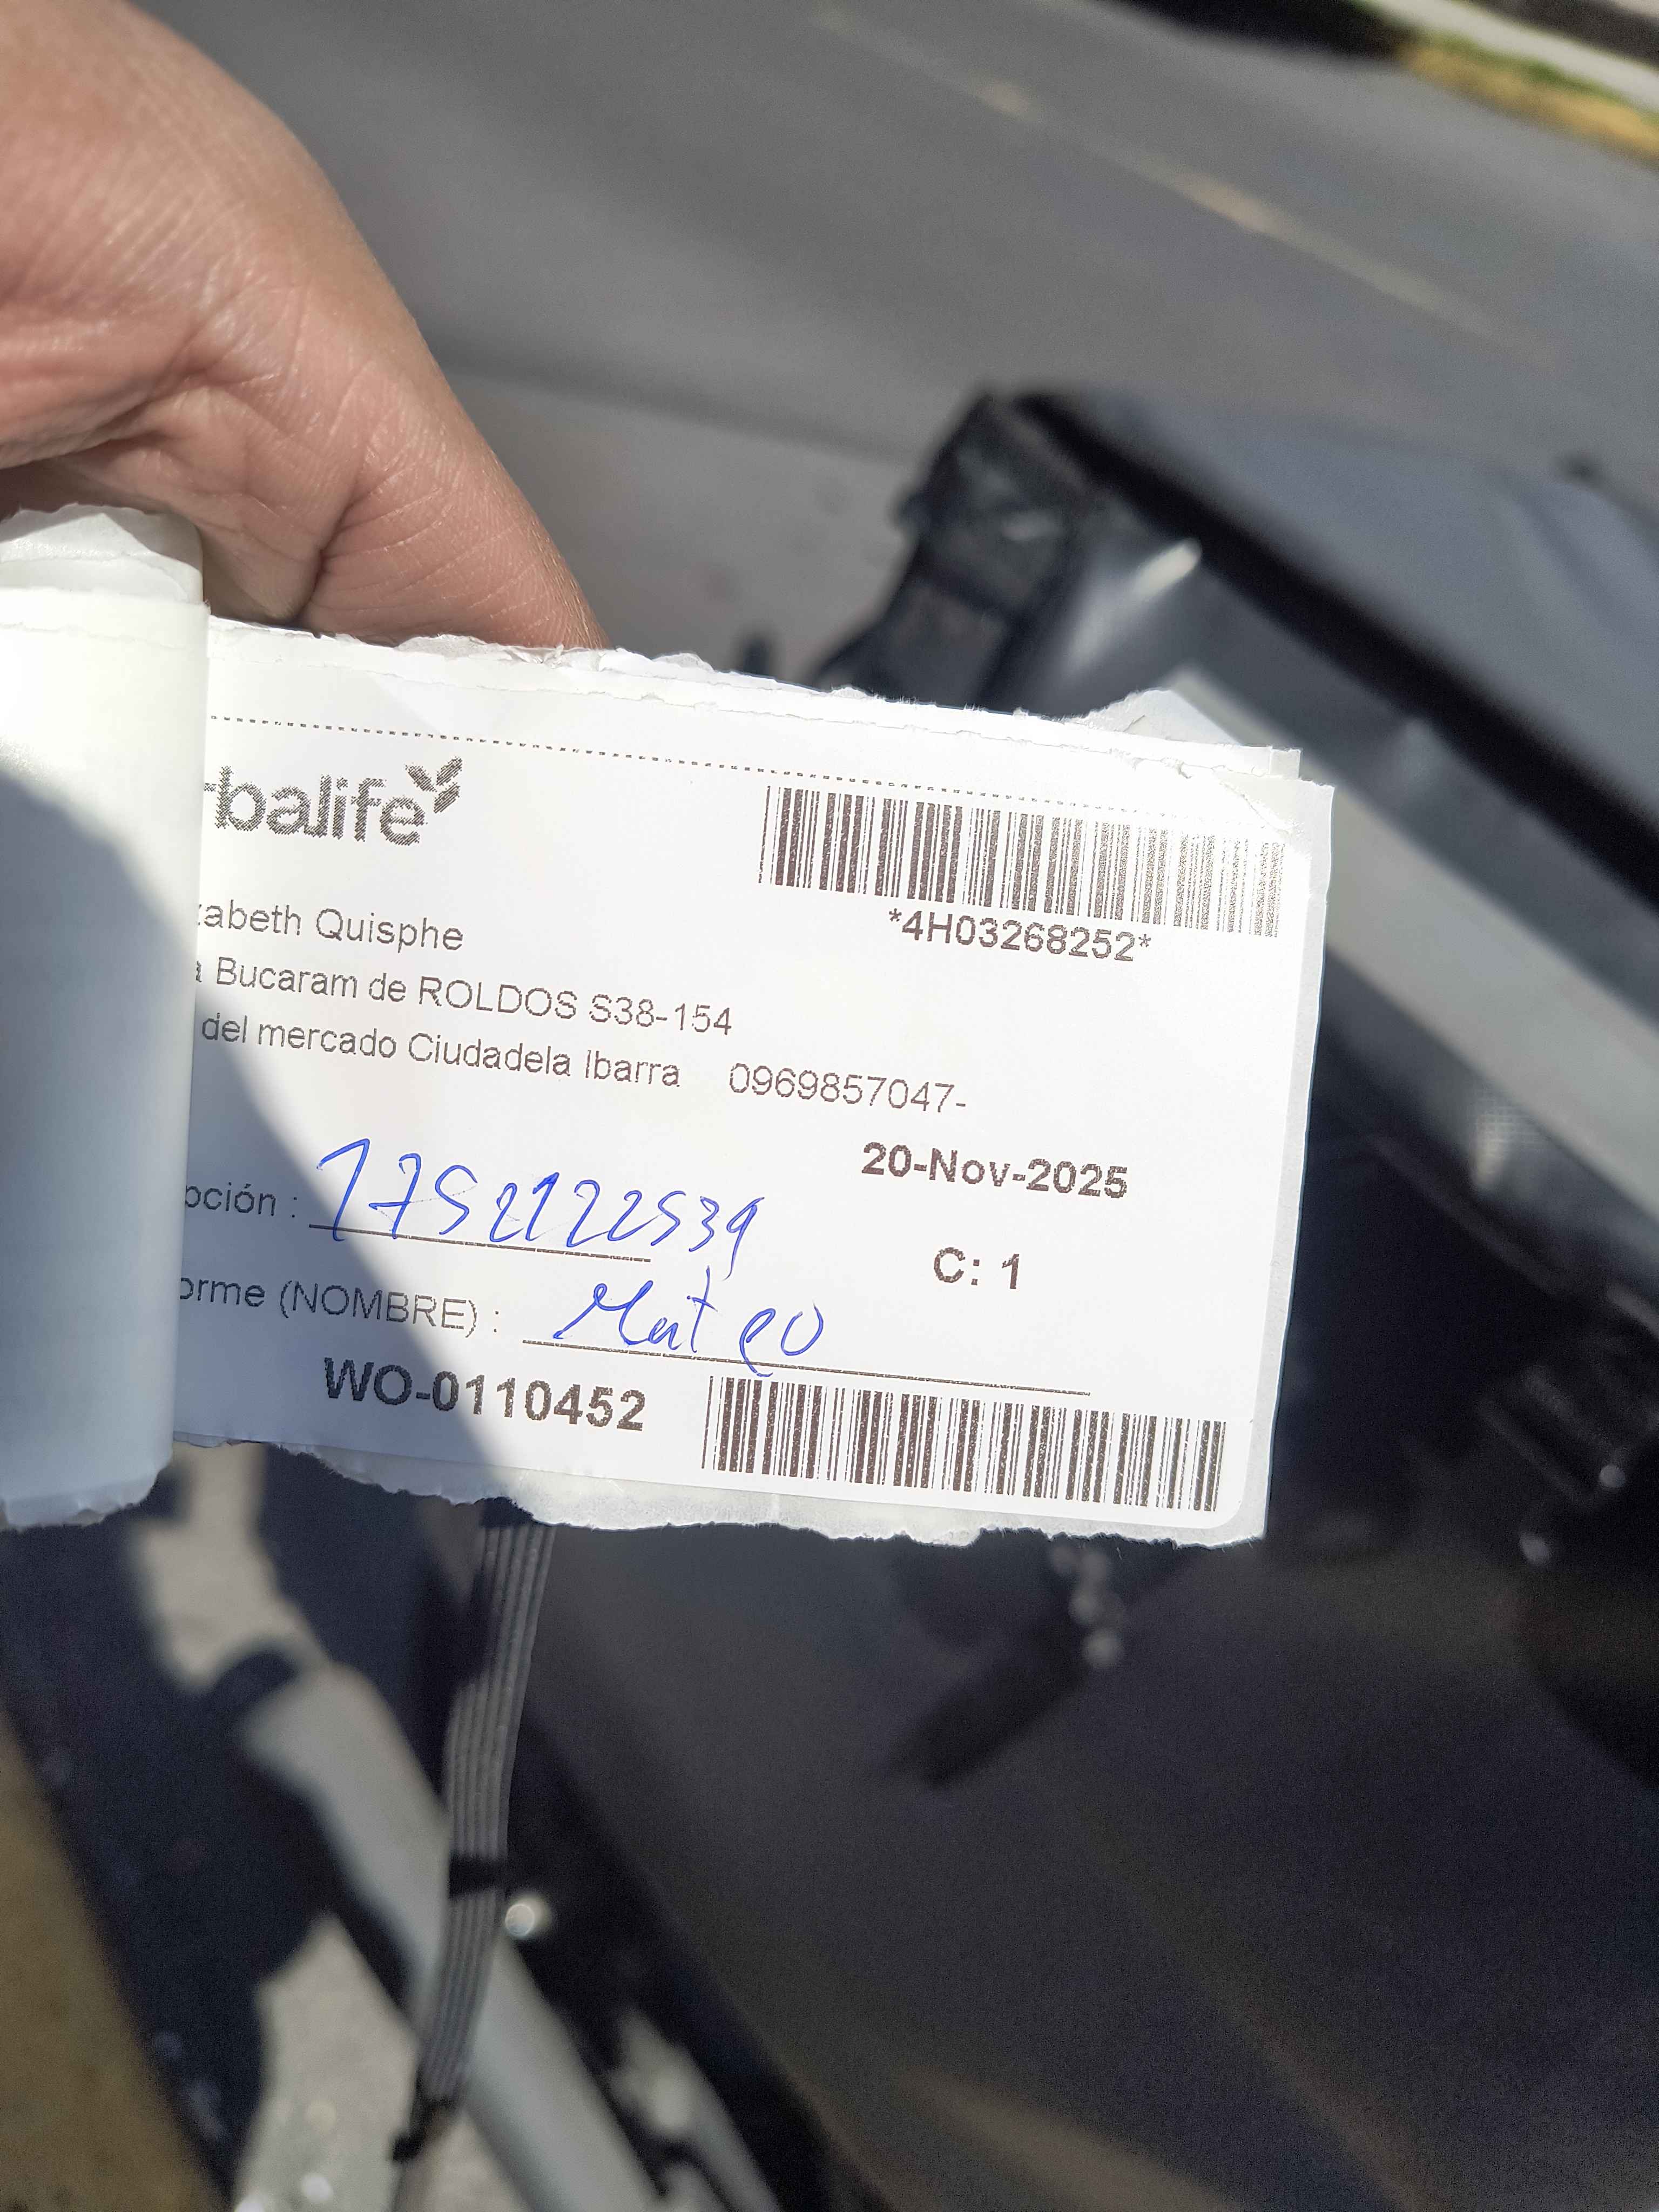 rbalife
*4H03268252*
zabeth Quisphe
a Bucaram de ROLDOS S38-154
del mercado Ciudadela Ibarra 0969857047-
20-Nov-2025
pción : 1752122539
C: 1
orme (NOMBRE) : Mateo
WO-0110452